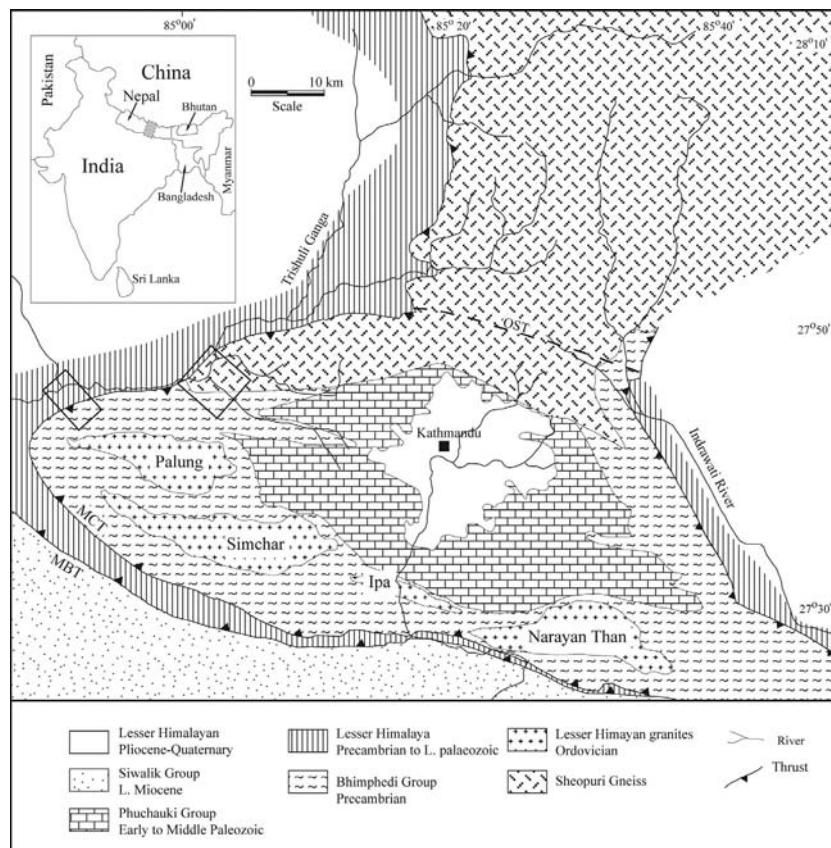 85°00'
85°20'
85°40'
28°10'
China
Pakistan
Nepal
Bhutan
India
Myanmar
Bangladesh
Sri Lanka
0 10 km
Scale
Trishuli Ganga
OST
27°50'
Kathmandu
Indrawati River
Palung
MCT
Simchar
MBT
Ipa
27°30'
Narayan Than
Lesser Himalayan
Pliocene-Quaternary
Siwalik Group
L. Miocene
Phuchauki Group
Early to Middle Paleozoic
Lesser Himalaya
Precambrian to L. palaeozoic
Bhimphedi Group
Precambrian
Lesser Himayan granites
Ordovician
Sheopuri Gneiss
River
Thrust